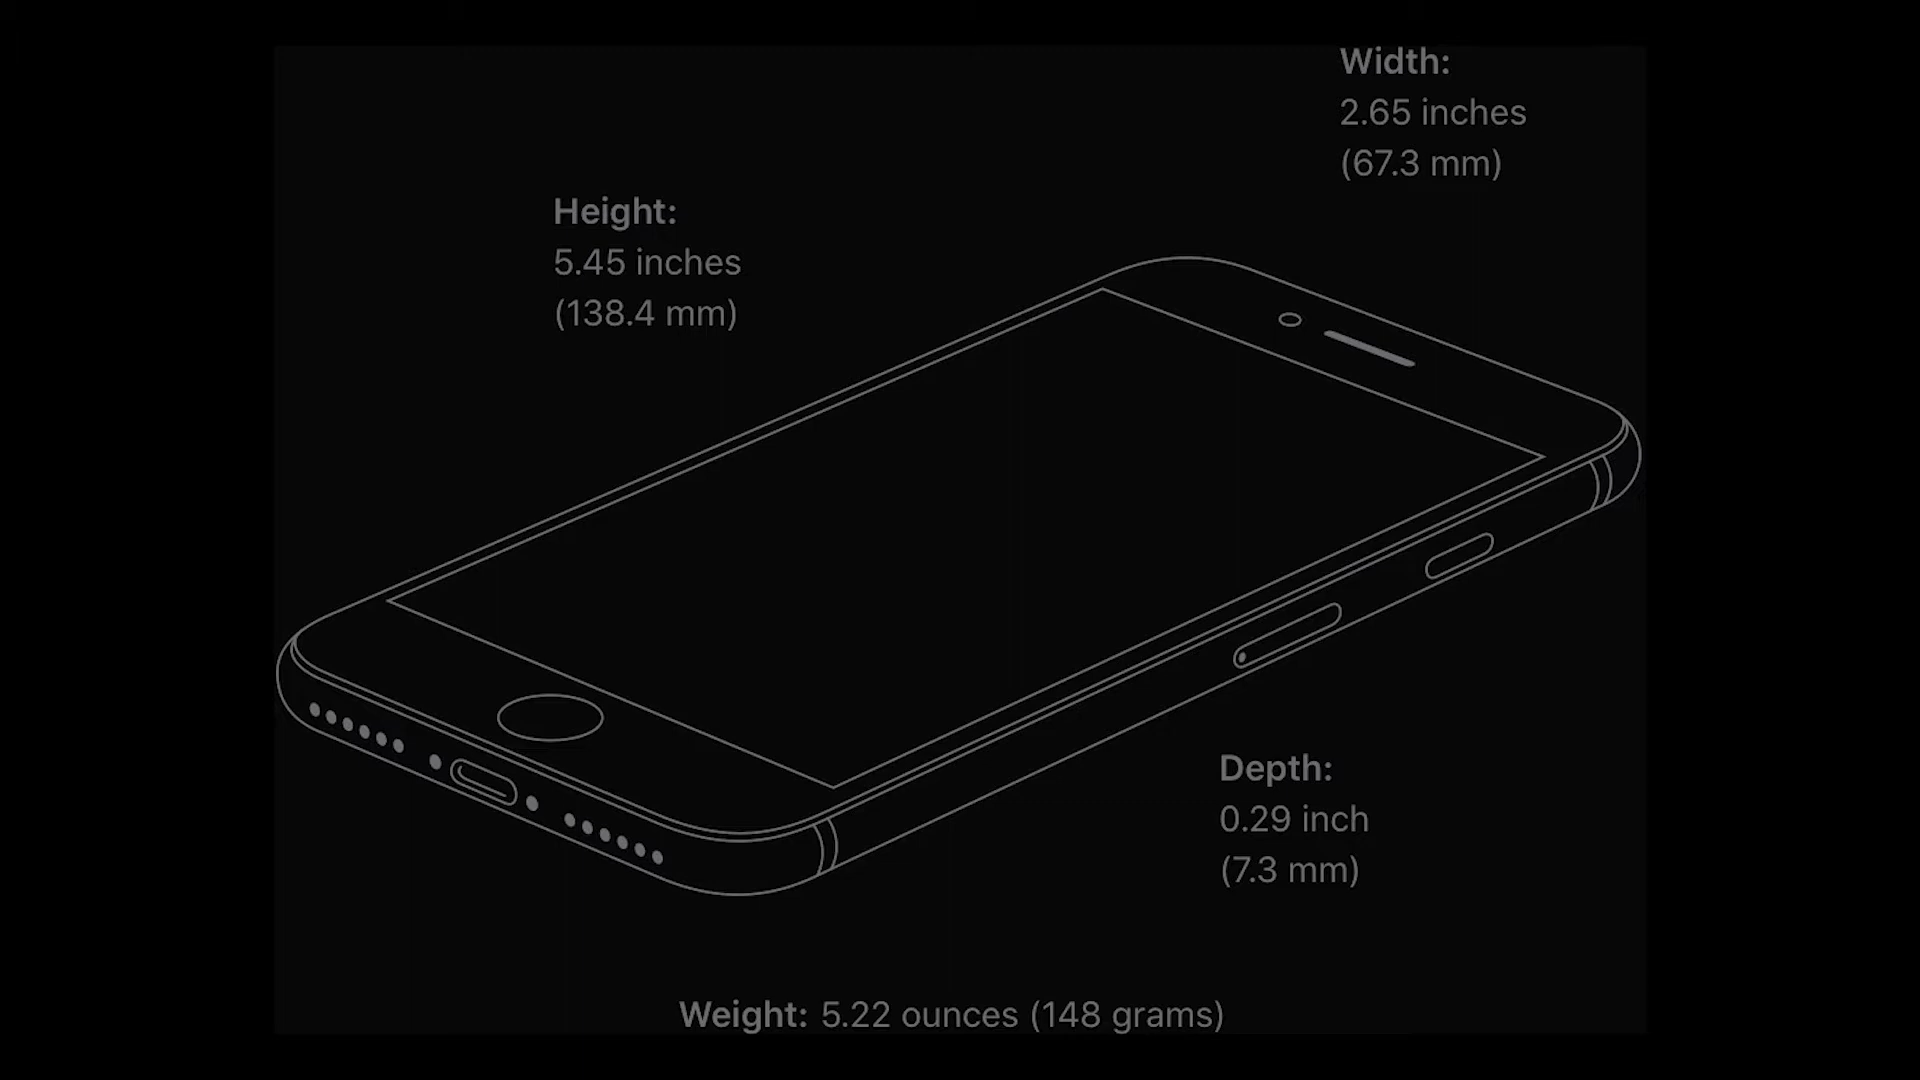 Width:
2.65 inches
(67.3 mm)
Height:
5.45 inches
(138.4 mm)
Depth:
0.29 inch
(7.3 mm)
Weight: 5.22 ounces (148 grams)